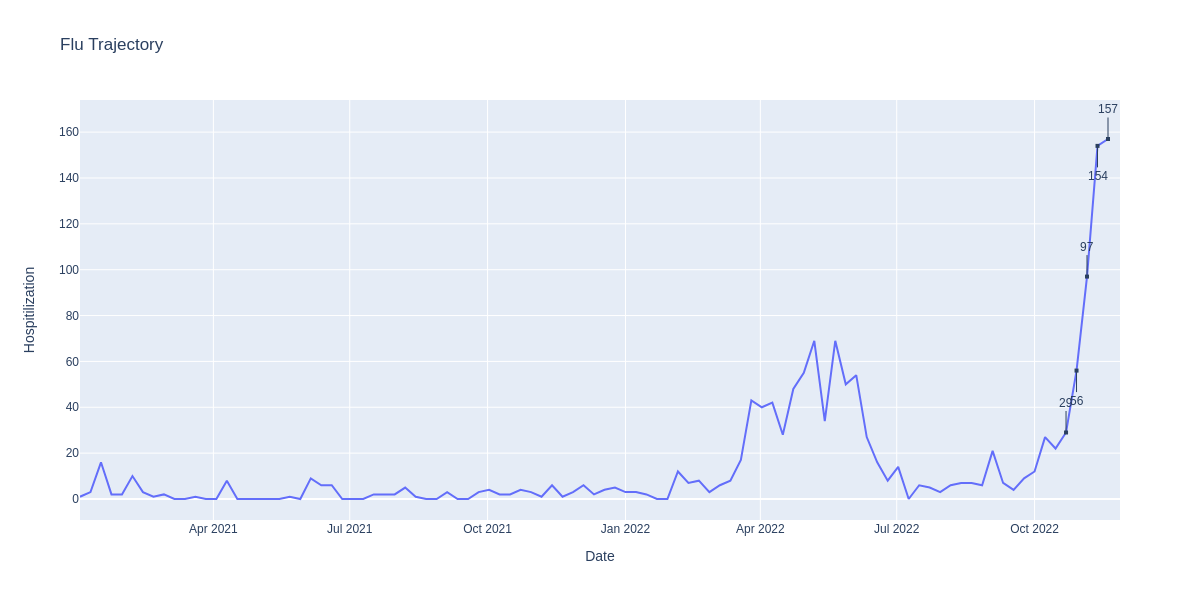 Flu Trajectory
157
160
154
140
120
97
100
80
60
29
56
40
20
0
Hospitilization
Apr 2021
Jul 2021
Oct 2021
Jan 2022
Apr 2022
Jul 2022
Oct 2022
Date